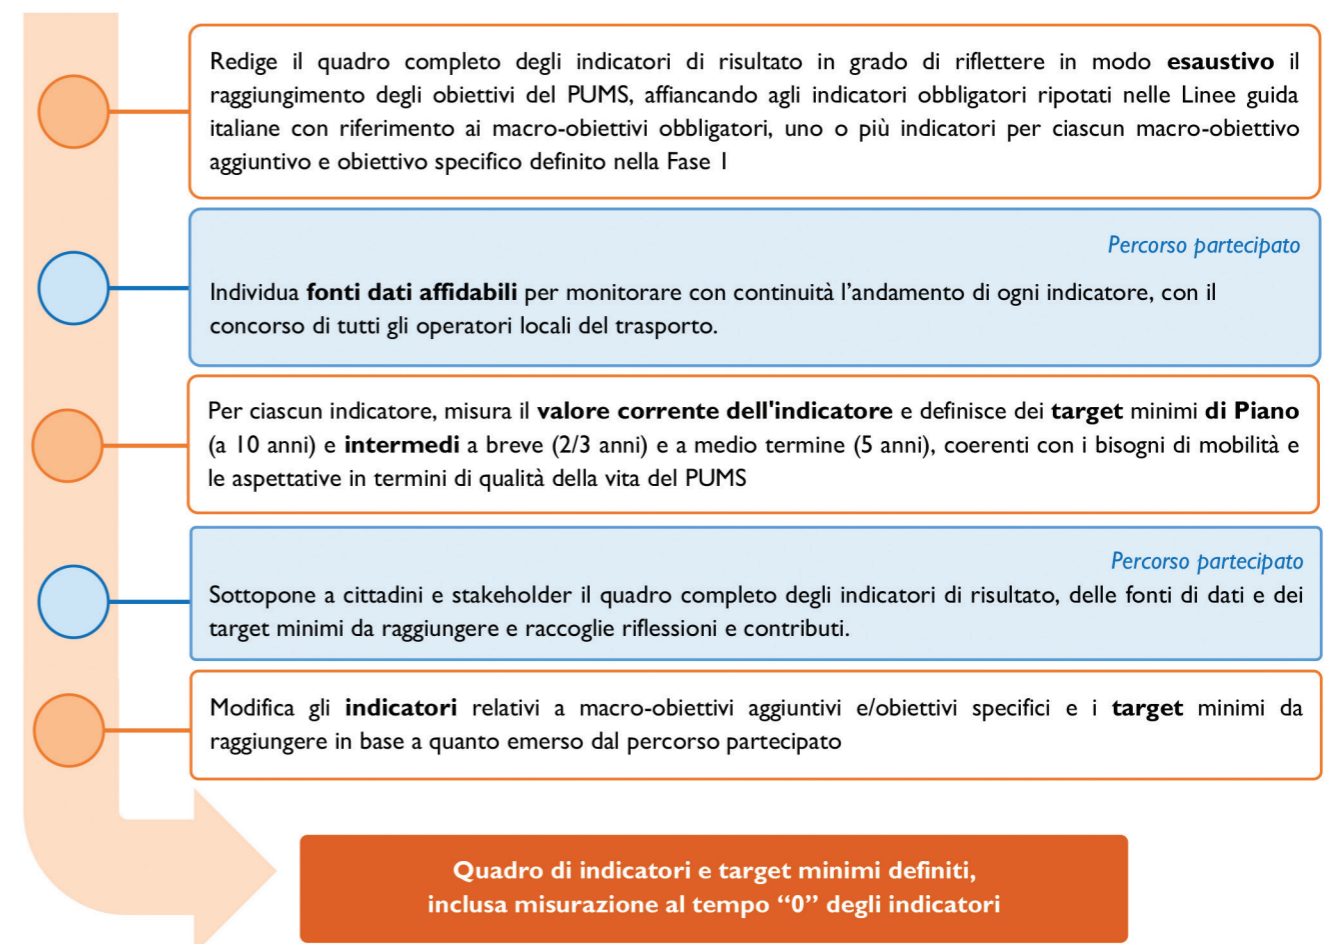 Redige il quadro completo degli indicatori di risultato in grado di riflettere in modo esaustivo il
raggiungimento degli obiettivi del PUMS, affiancando agli indicatori obbligatori ripotati nelle Linee guida
italiane con riferimento ai macro-obiettivi obbligatori, uno o più indicatori per ciascun macro-obiettivo
aggiuntivo e obiettivo specifico definito nella Fase 1
Percorso partecipato
Individua fonti dati affidabili per monitorare con continuità l'andamento di ogni indicatore, con il
concorso di tutti gli operatori locali del trasporto.
Per ciascun indicatore, misura il valore corrente dell'indicatore e definisce dei target minimi di Piano
(a 10 anni) e intermedi a breve (2/3 anni) e a medio termine (5 anni), coerenti con i bisogni di mobilità e
le aspettative in termini di qualità della vita del PUMS
Percorso partecipato
Sottopone a cittadini e stakeholder il quadro completo degli indicatori di risultato, delle fonti di dati e dei
target minimi da raggiungere e raccoglie riflessioni e contributi.
Modifica gli indicatori relativi a macro-obiettivi aggiuntivi e/obiettivi specifici e i target minimi da
raggiungere in base a quanto emerso dal percorso partecipato
Quadro di indicatori e target minimi definiti,
inclusa misurazione al tempo “0” degli indicatori